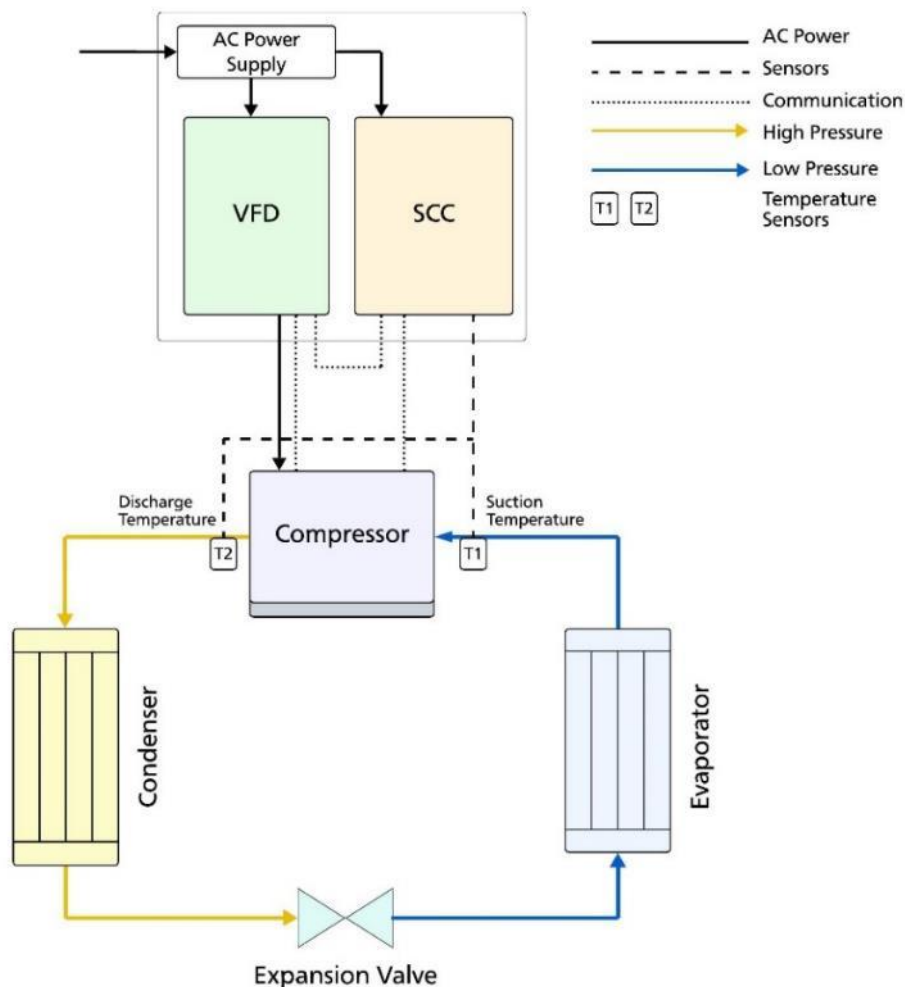 AC Power
Supply
VFD
SCC
AC Power
Sensors
Communication
High Pressure
Low Pressure
T1 T2
Temperature
Sensors
Discharge
Temperature
T2
Compressor
Suction
Temperature
T1
Condenser
Evaporator
Expansion Valve